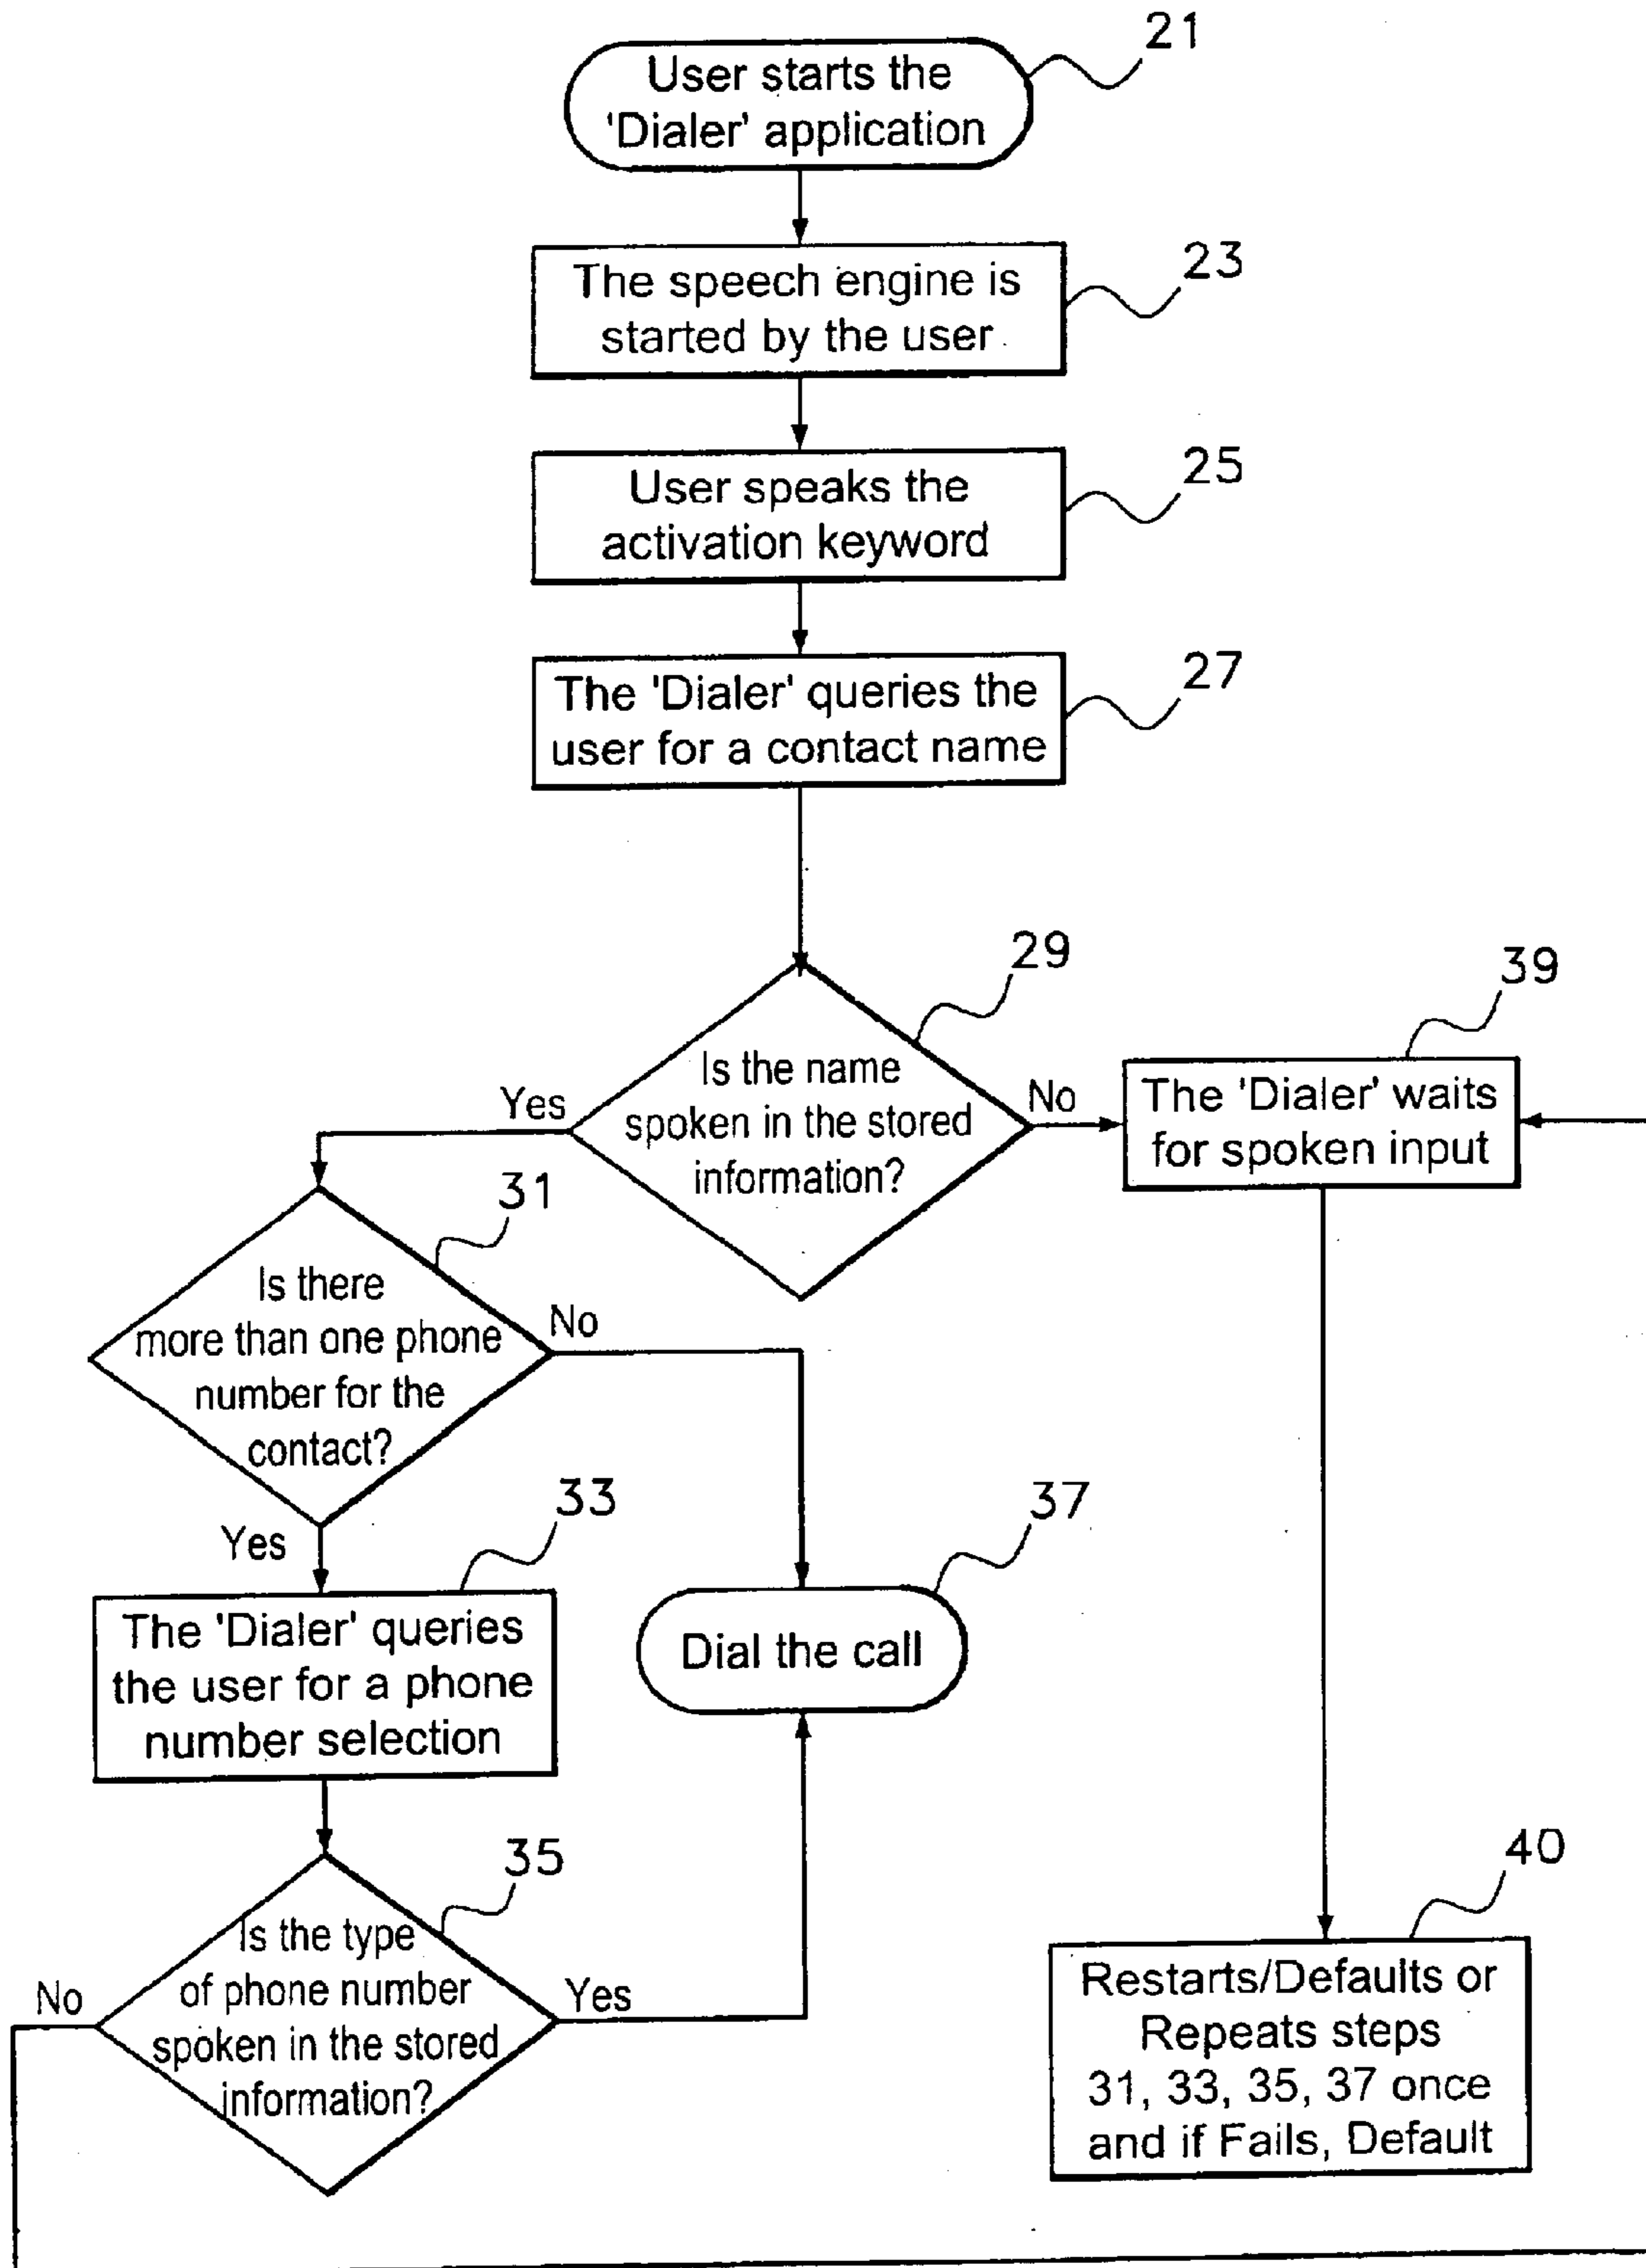 21
User starts the
'Dialer' application
23
The speech engine is
started by the user
25
User speaks the
activation keyword
27
The 'Dialer' queries the
user for a contact name
29
Is the name
spoken in the stored
information?
Yes
No
39
The 'Dialer' waits
for spoken input
31
Is there
more than one phone
number for the
contact?
No
Yes
33
The 'Dialer' queries
the user for a phone
number selection
37
Dial the call
35
Is the type
of phone number
spoken in the stored
information?
No
Yes
40
Restarts/Defaults or
Repeats steps
31, 33, 35, 37 once
and if Fails, Default